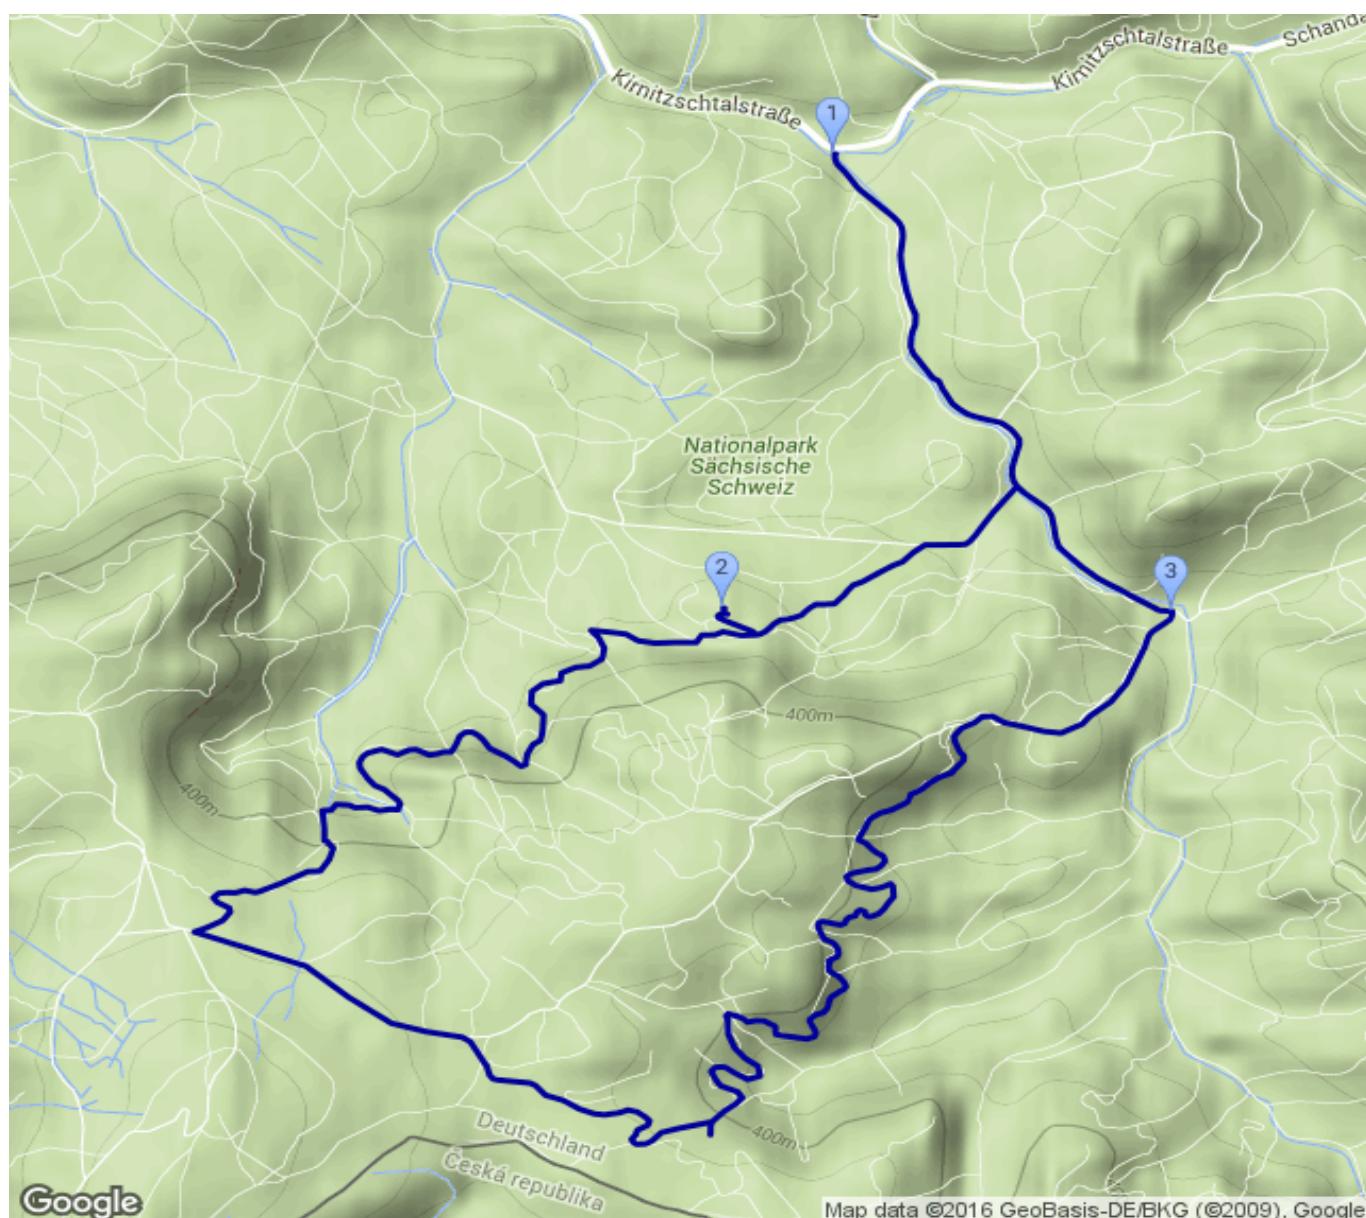 Schanda
Kirnitzschtalstraße
Kirnitzschtalstraße
1
Nationalpark
Sächsische
Schweiz
2
3
400m
400m
400m
Deutschland
Česká republika
Google
Map data ©2016 GeoBasis-DE/BKG (©2009), Google